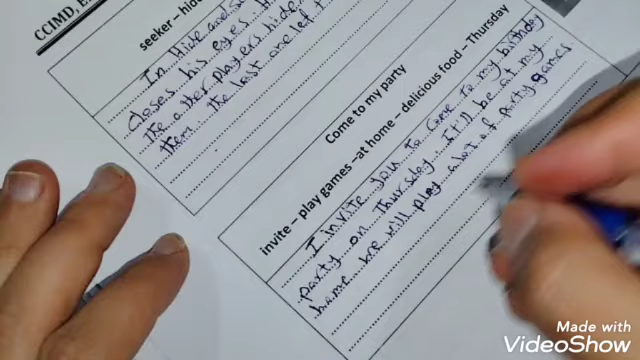 CCIMD, E
seeker – hide
In Hide and
closes his eyes.
the other players hide.
them. the last one left
Come to my party
invite – play games –at home – delicious food – Thursday
I invite you to come to my birthday
party on Thursday. It'll be at my
home. we will play a lot of party games
Made with
VideoShow